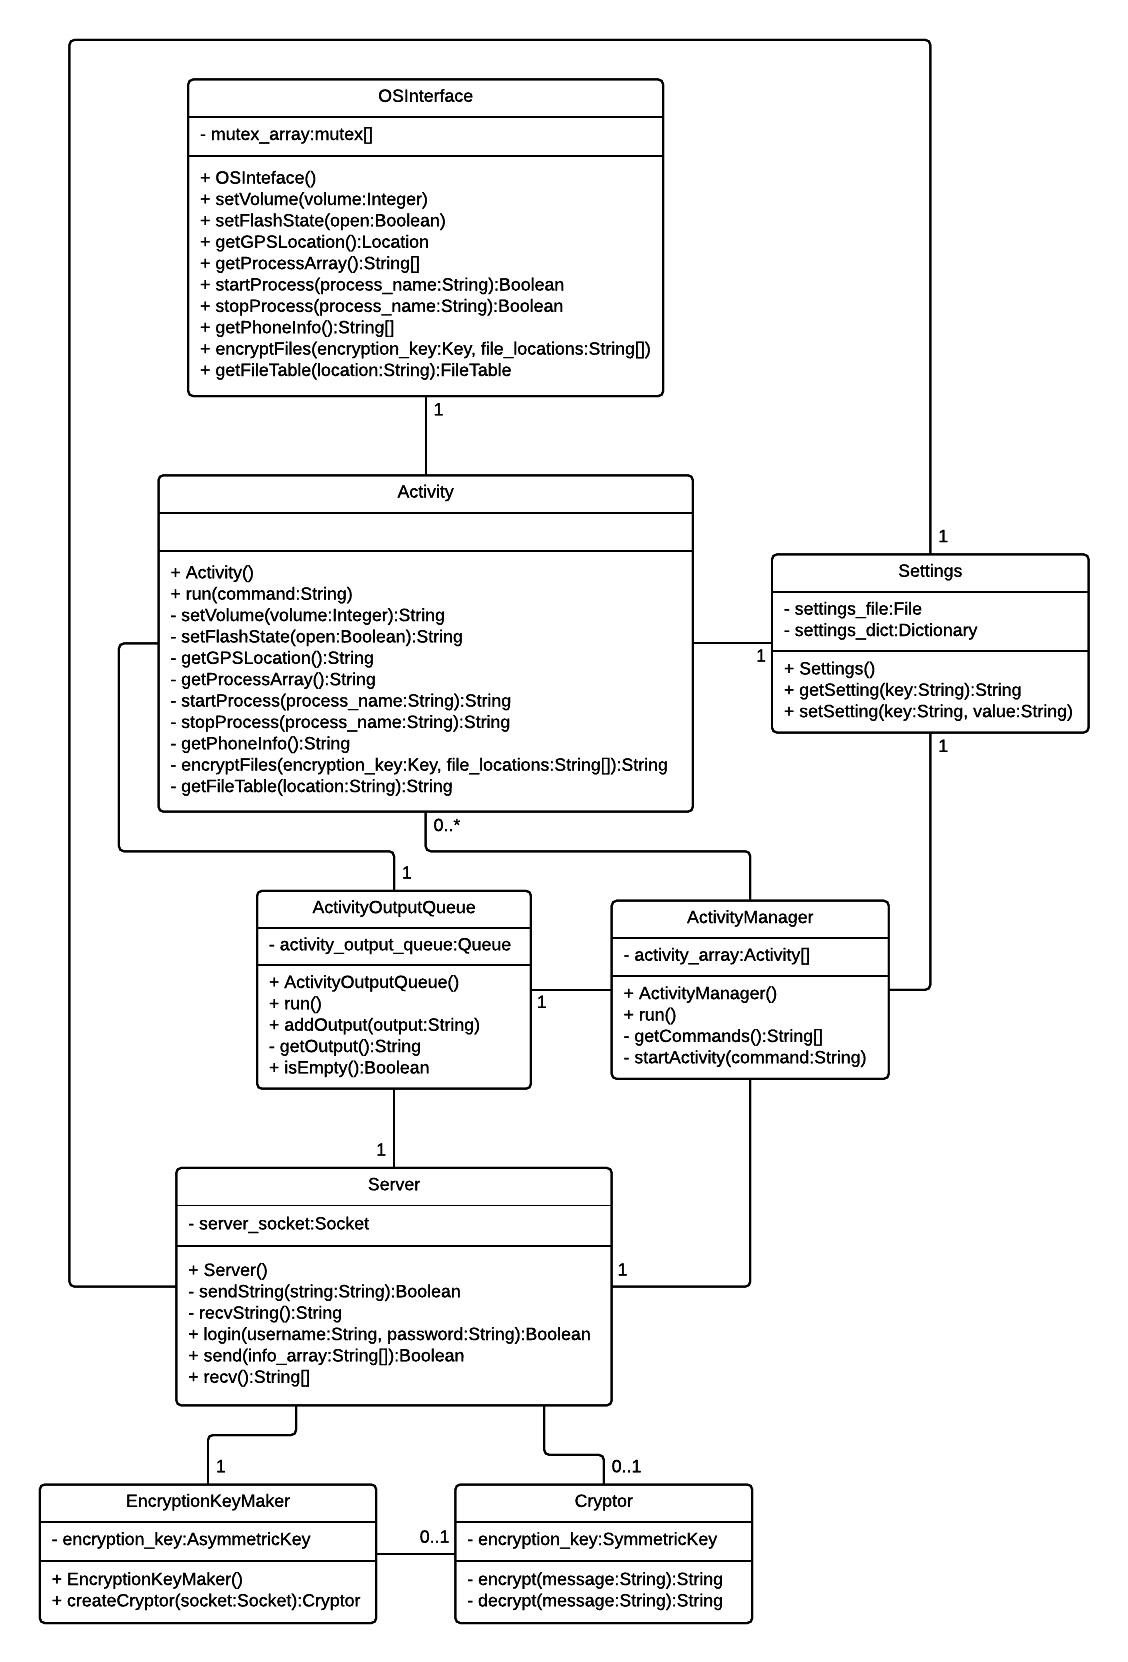 OSInterface
- mutex_array:mutex[]
+ OSInteface()
+ setVolume(volume:Integer)
+ setFlashState(open:Boolean)
+ getGPSLocation():Location
+ getProcessArray():String[]
+ startProcess(process_name:String):Boolean
+ stopProcess(process_name:String):Boolean
+ getPhoneInfo():String[]
+ encryptFiles(encryption_key:Key, file_locations:String[])
+ getFileTable(location:String):FileTable
1
Activity
+ Activity()
+ run(command:String)
- setVolume(volume:Integer):String
- setFlashState(open:Boolean):String
- getGPSLocation():String
- getProcessArray():String
- startProcess(process_name:String):String
- stopProcess(process_name:String):String
- getPhoneInfo():String
- encryptFiles(encryption_key:Key, file_locations:String[]):String
- getFileTable(location:String):String
1
Settings
- settings_file:File
- settings_dict:Dictionary
+ Settings()
+ getSetting(key:String):String
+ setSetting(key:String, value:String)
1
1
0..*
1
ActivityOutputQueue
- activity_output_queue:Queue
+ ActivityOutputQueue()
+ run()
+ addOutput(output:String)
- getOutput():String
+ isEmpty():Boolean
1
ActivityManager
- activity_array:Activity[]
+ ActivityManager()
+ run()
- getCommands():String[]
- startActivity(command:String)
1
Server
- server_socket:Socket
+ Server()
- sendString(string:String):Boolean
- recvString():String
+ login(username:String, password:String):Boolean
+ send(info_array:String[]):Boolean
+ recv():String[]
1
1
0..1
EncryptionKeyMaker
- encryption_key:AsymmetricKey
+ EncryptionKeyMaker()
+ createCryptor(socket:Socket):Cryptor
0..1
Cryptor
- encryption_key:SymmetricKey
- encrypt(message:String):String
- decrypt(message:String):String